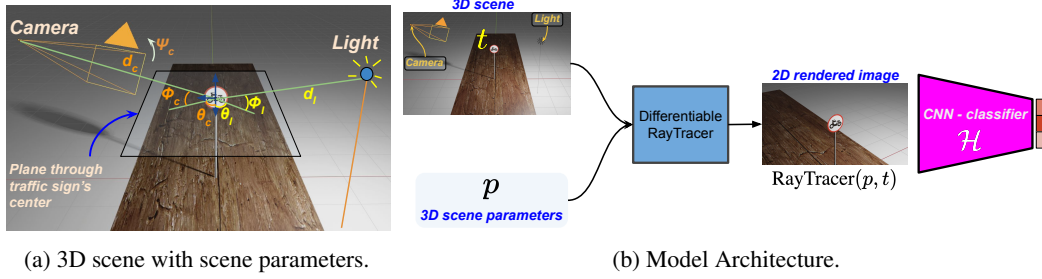 Camera
Ψc
dc
Light
Φc
θc
θl
Φl
dl
Plane through
traffic sign's
center
(a) 3D scene with scene parameters.
3D scene
t
Light
Camera
p
3D scene parameters
Differentiable
RayTracer
2D rendered image
RayTracer(p, t)
CNN - classifier
H
(b) Model Architecture.